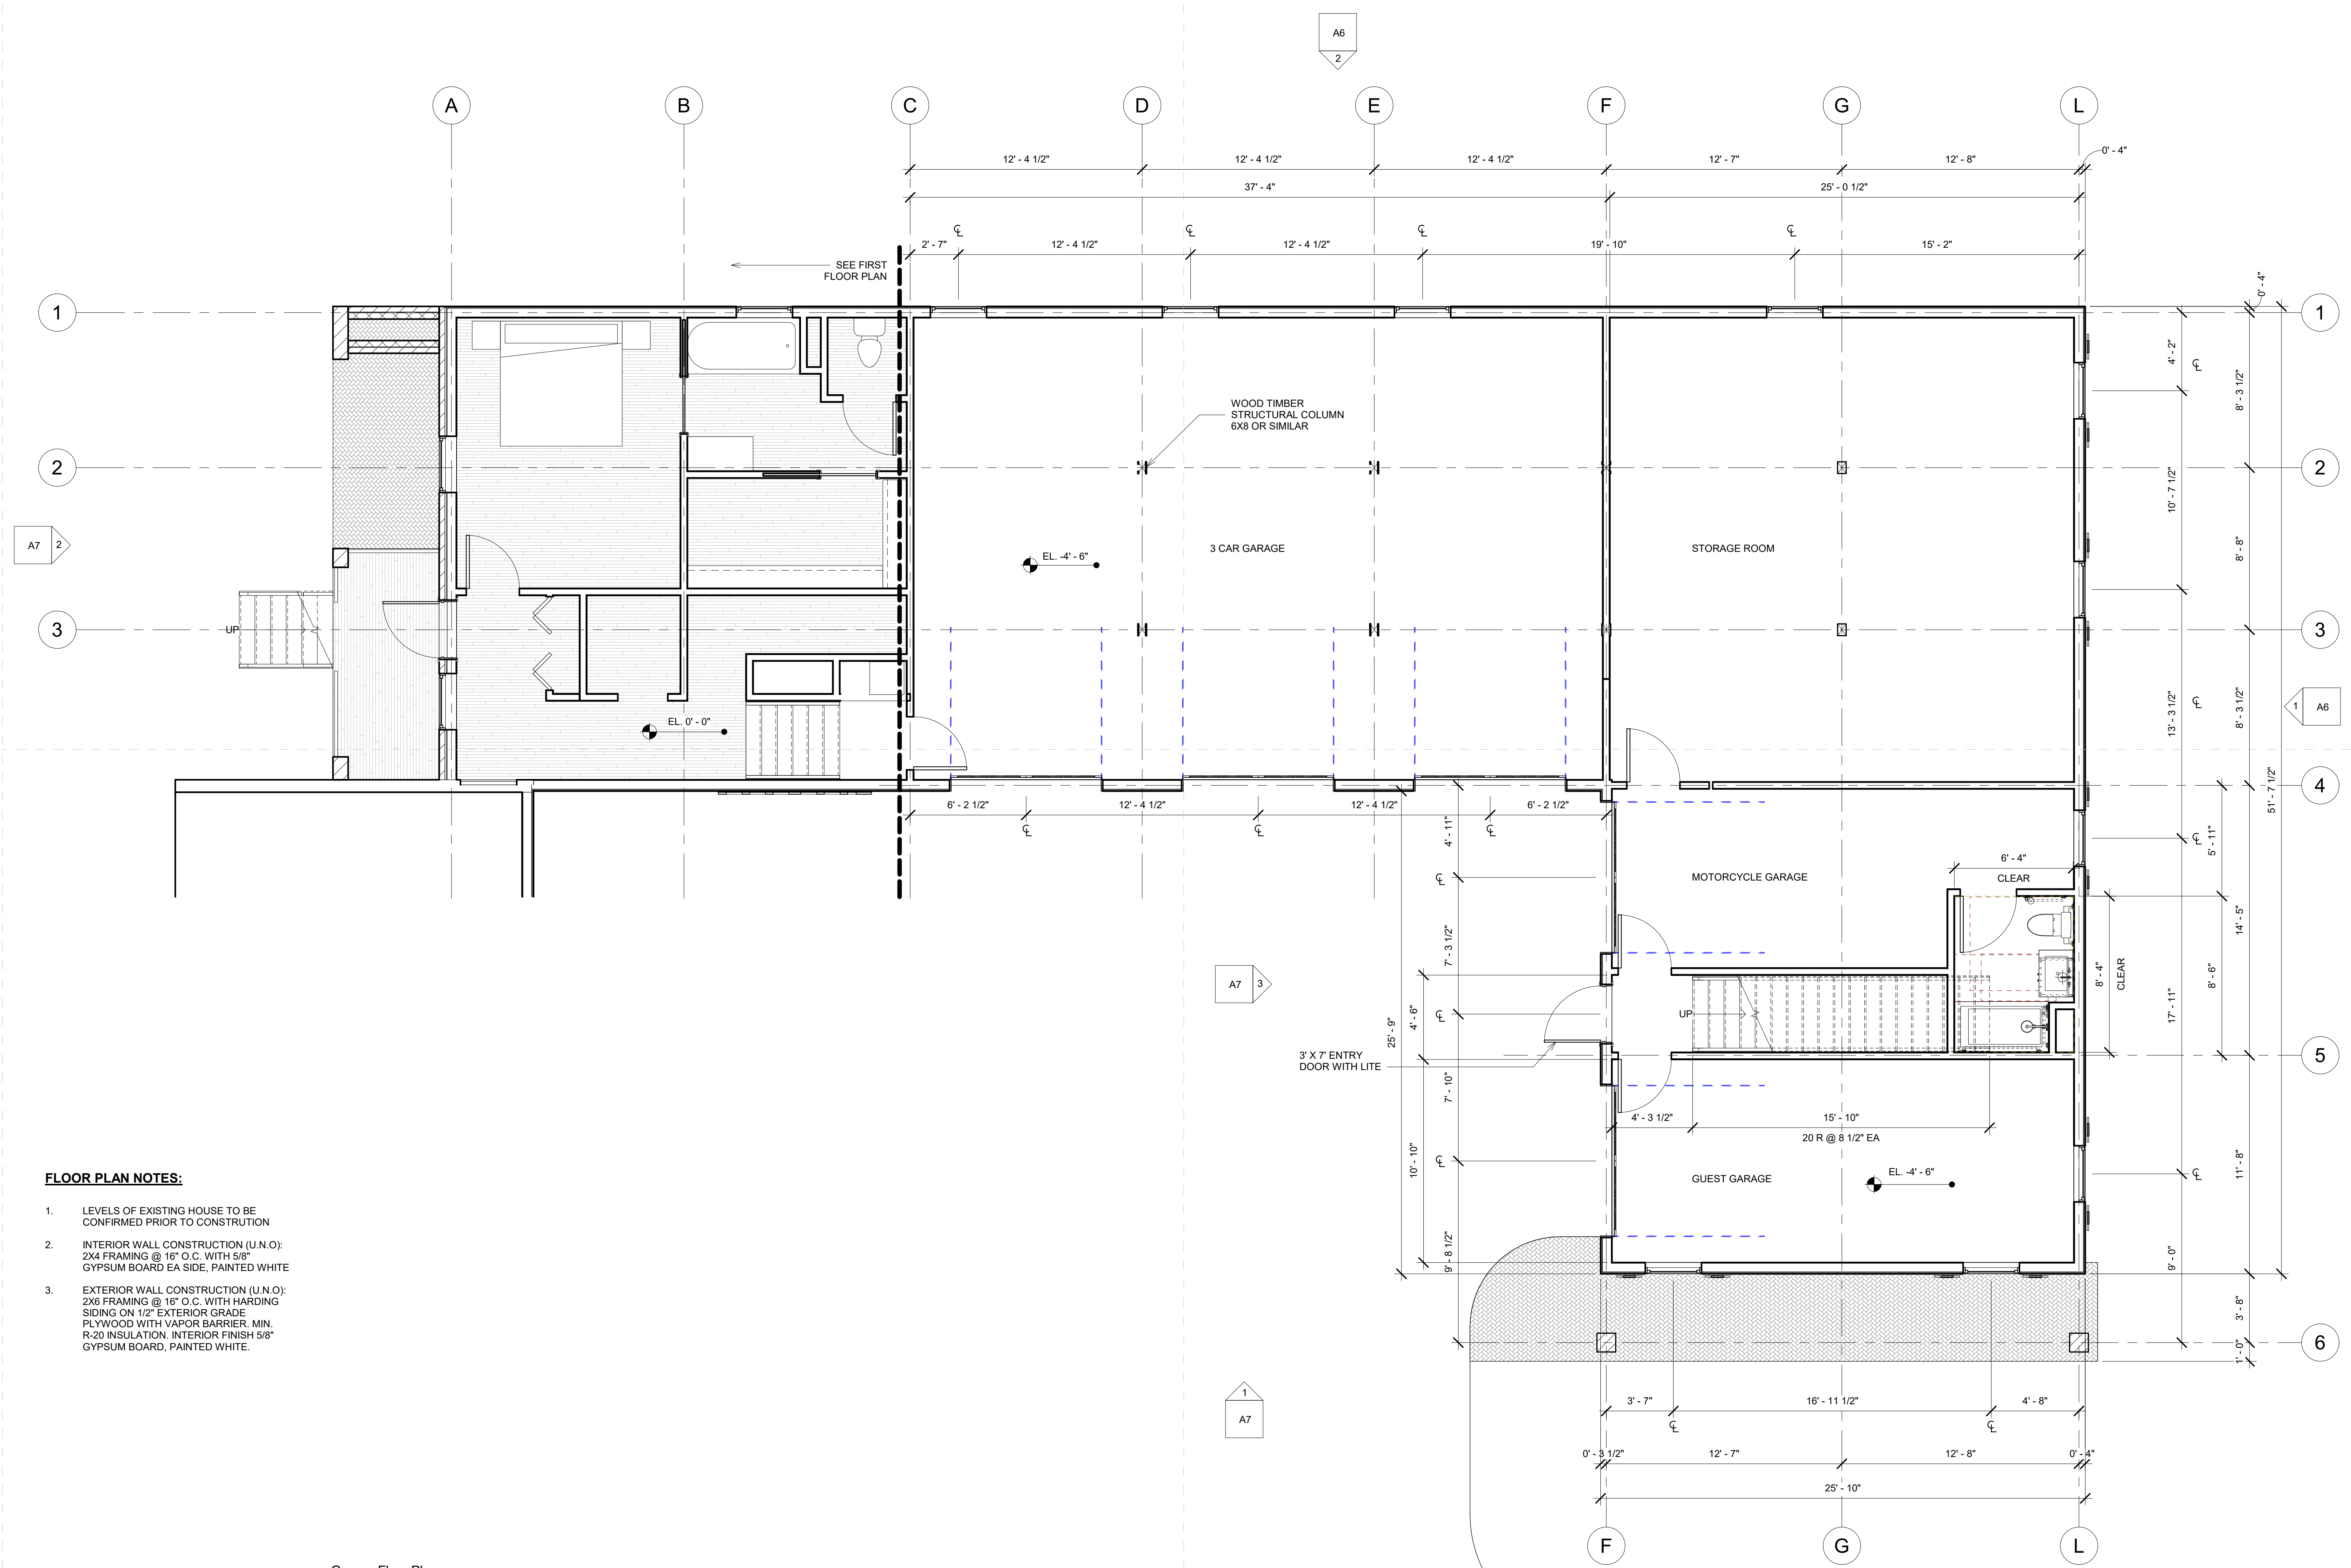 A6
2
A
B
C
D
E
F
G
L
12' - 4 1/2"
12' - 4 1/2"
12' - 4 1/2"
12' - 7"
12' - 8"
0' - 4"
37' - 4"
25' - 0 1/2"
2' - 7"
12' - 4 1/2"
12' - 4 1/2"
19' - 10"
15' - 2"
SEE FIRST
FLOOR PLAN
0' - 4"
1
1
4' - 2"
8' - 3 1/2"
WOOD TIMBER
STRUCTURAL COLUMN
6X8 OR SIMILAR
2
2
10' - 7 1/2"
A7
2
EL. -4' - 6"
3 CAR GARAGE
STORAGE ROOM
8' - 8"
3
UP
3
13' - 3 1/2"
8' - 3 1/2"
1
A6
EL. 0' - 0"
4
51' - 7 1/2"
6' - 2 1/2"
12' - 4 1/2"
12' - 4 1/2"
6' - 2 1/2"
4' - 11"
5' - 11"
6' - 4"
CLEAR
MOTORCYCLE GARAGE
14' - 5"
7' - 3 1/2"
8' - 4"
CLEAR
8' - 6"
A7
3
4' - 6"
25' - 9"
UP
17' - 11"
3' X 7' ENTRY
DOOR WITH LITE
5
7' - 10"
4' - 3 1/2"
15' - 10"
20 R @ 8 1/2" EA
10' - 10"
11' - 8"
EL. -4' - 6"
GUEST GARAGE
FLOOR PLAN NOTES:
1. LEVELS OF EXISTING HOUSE TO BE
CONFIRMED PRIOR TO CONSTRUTION
2. INTERIOR WALL CONSTRUCTION (U.N.O):
2X4 FRAMING @ 16" O.C. WITH 5/8"
GYPSUM BOARD EA SIDE, PAINTED WHITE
3. EXTERIOR WALL CONSTRUCTION (U.N.O):
2X6 FRAMING @ 16" O.C. WITH HARDING
SIDING ON 1/2" EXTERIOR GRADE
PLYWOOD WITH VAPOR BARRIER. MIN.
R-20 INSULATION. INTERIOR FINISH 5/8"
GYPSUM BOARD, PAINTED WHITE.
9' - 8 1/2"
9' - 0"
3' - 8"
6
1' - 0"
1
A7
3' - 7"
16' - 11 1/2"
4' - 8"
0' - 3 1/2"
12' - 7"
12' - 8"
0' - 4"
25' - 10"
F
G
L